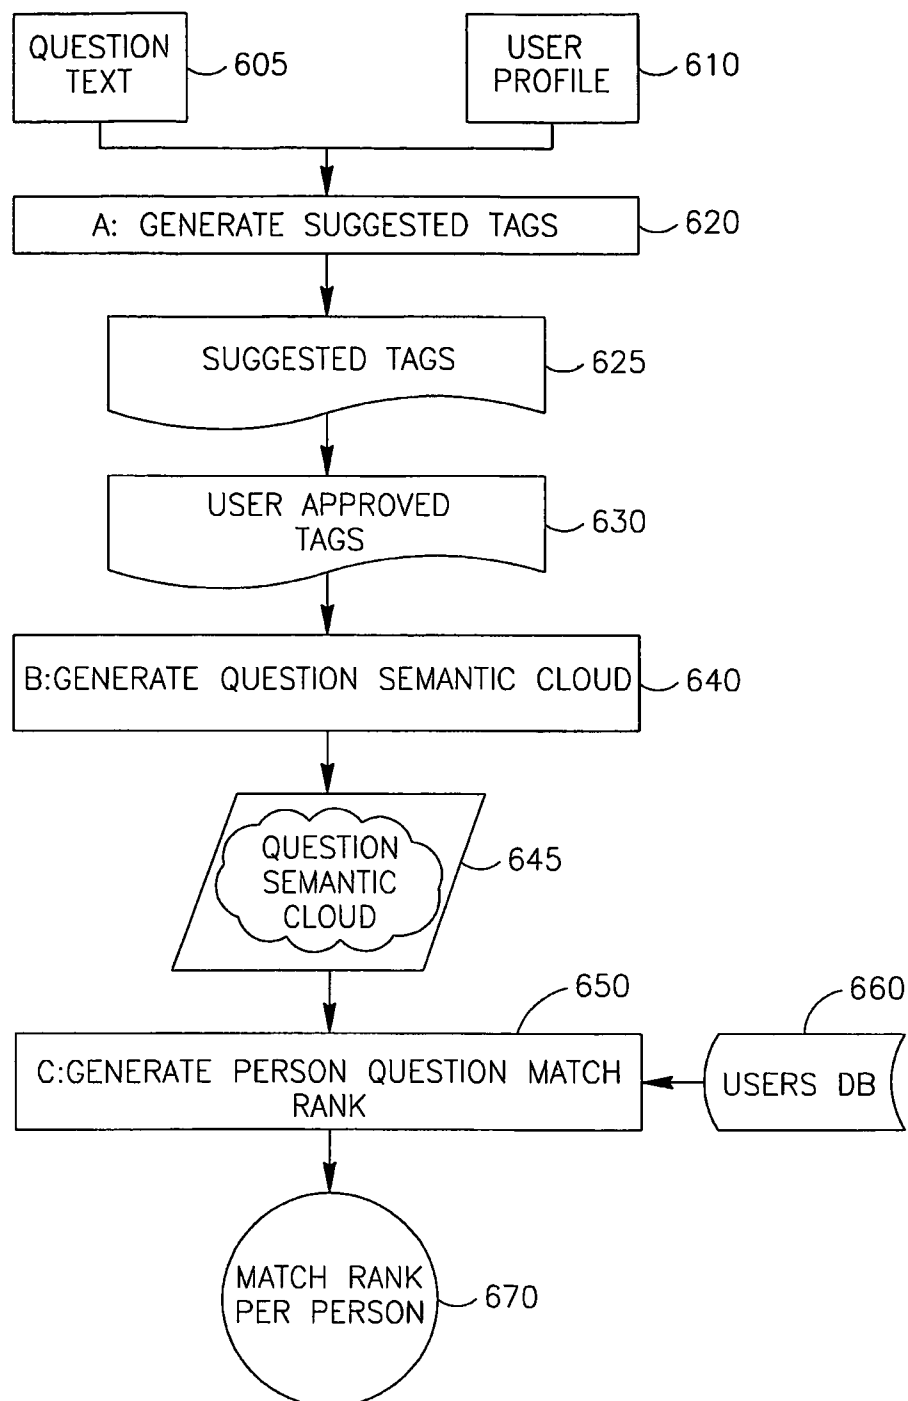 QUESTION
TEXT
605
USER
PROFILE
610
A: GENERATE SUGGESTED TAGS
620
SUGGESTED TAGS
625
USER APPROVED
TAGS
630
B:GENERATE QUESTION SEMANTIC CLOUD
640
QUESTION
SEMANTIC
CLOUD
645
650
660
C:GENERATE PERSON QUESTION MATCH
RANK
USERS DB
MATCH RANK
PER PERSON
670